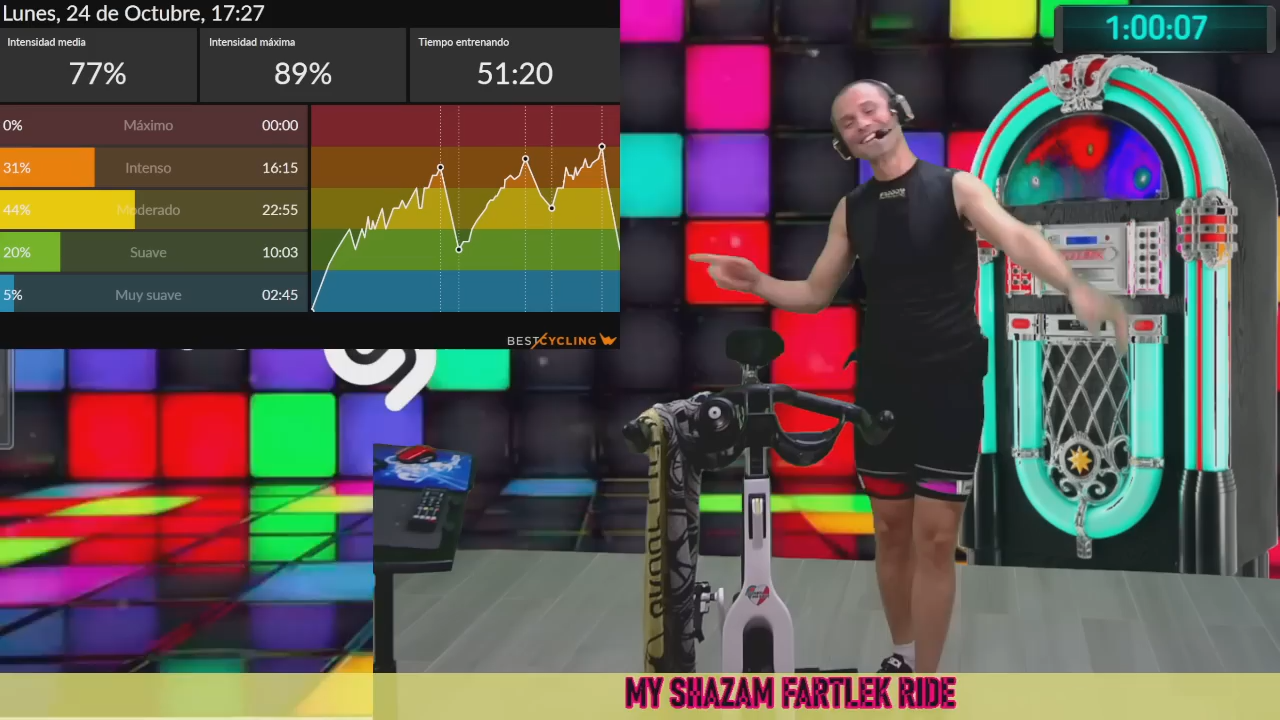 Lunes, 24 de Octubre, 17:27
1:00:07
Intensidad media
77%
Intensidad máxima
89%
Tiempo entrenando
51:20
0% Máximo 00:00
31% Intenso 16:15
44% Moderado 22:55
20% Suave 10:03
5% Muy suave 02:45
BESTCYCLING
MY SHAZAM FARTLEK RIDE